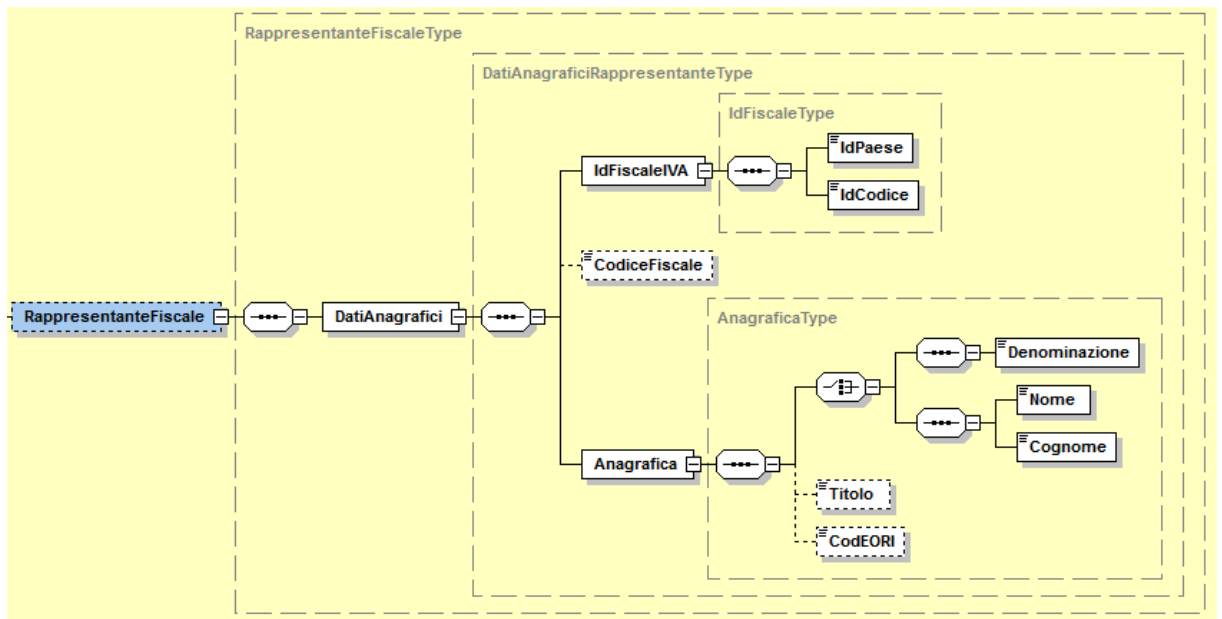 RappresentanteFiscaleType
DatiAnagraficiRappresentanteType
IdFiscaleType
IdPaese
IdFiscaleIVA
IdCodice
CodiceFiscale
RappresentanteFiscale
DatiAnagrafici
AnagraficaType
Denominazione
Nome
Cognome
Anagrafica
Titolo
CodEORI